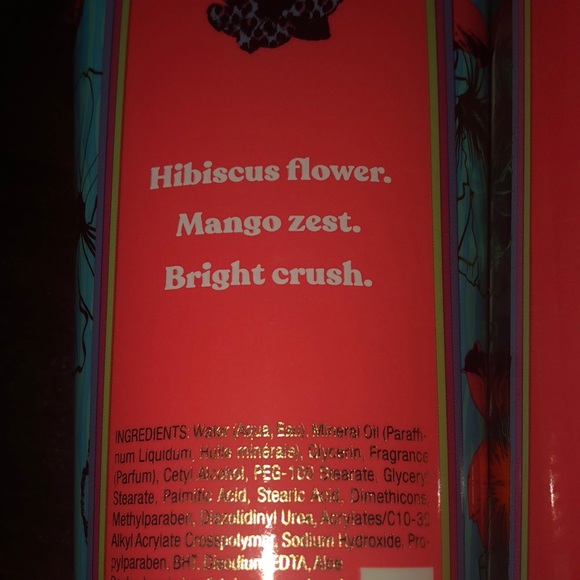 Hibiscus flower.
Mango zest.
Bright crush.
INGREDIENTS: Water (Aqua, Eau), Mineral Oil (Paraffi-
num Liquidum, Huile minérale), Glycerin, Fragrance
(Parfum), Cetyl Alcohol, PEG-100 Stearate, Glyceryl
Stearate, Palmitic Acid, Stearic Acid, Dimethicone,
Methylparaben, Diazolidinyl Urea, Acrylates/C10-30
Alkyl Acrylate Crosspolymer, Sodium Hydroxide, Pro-
pylparaben, BHT, Disodium EDTA, Aloe